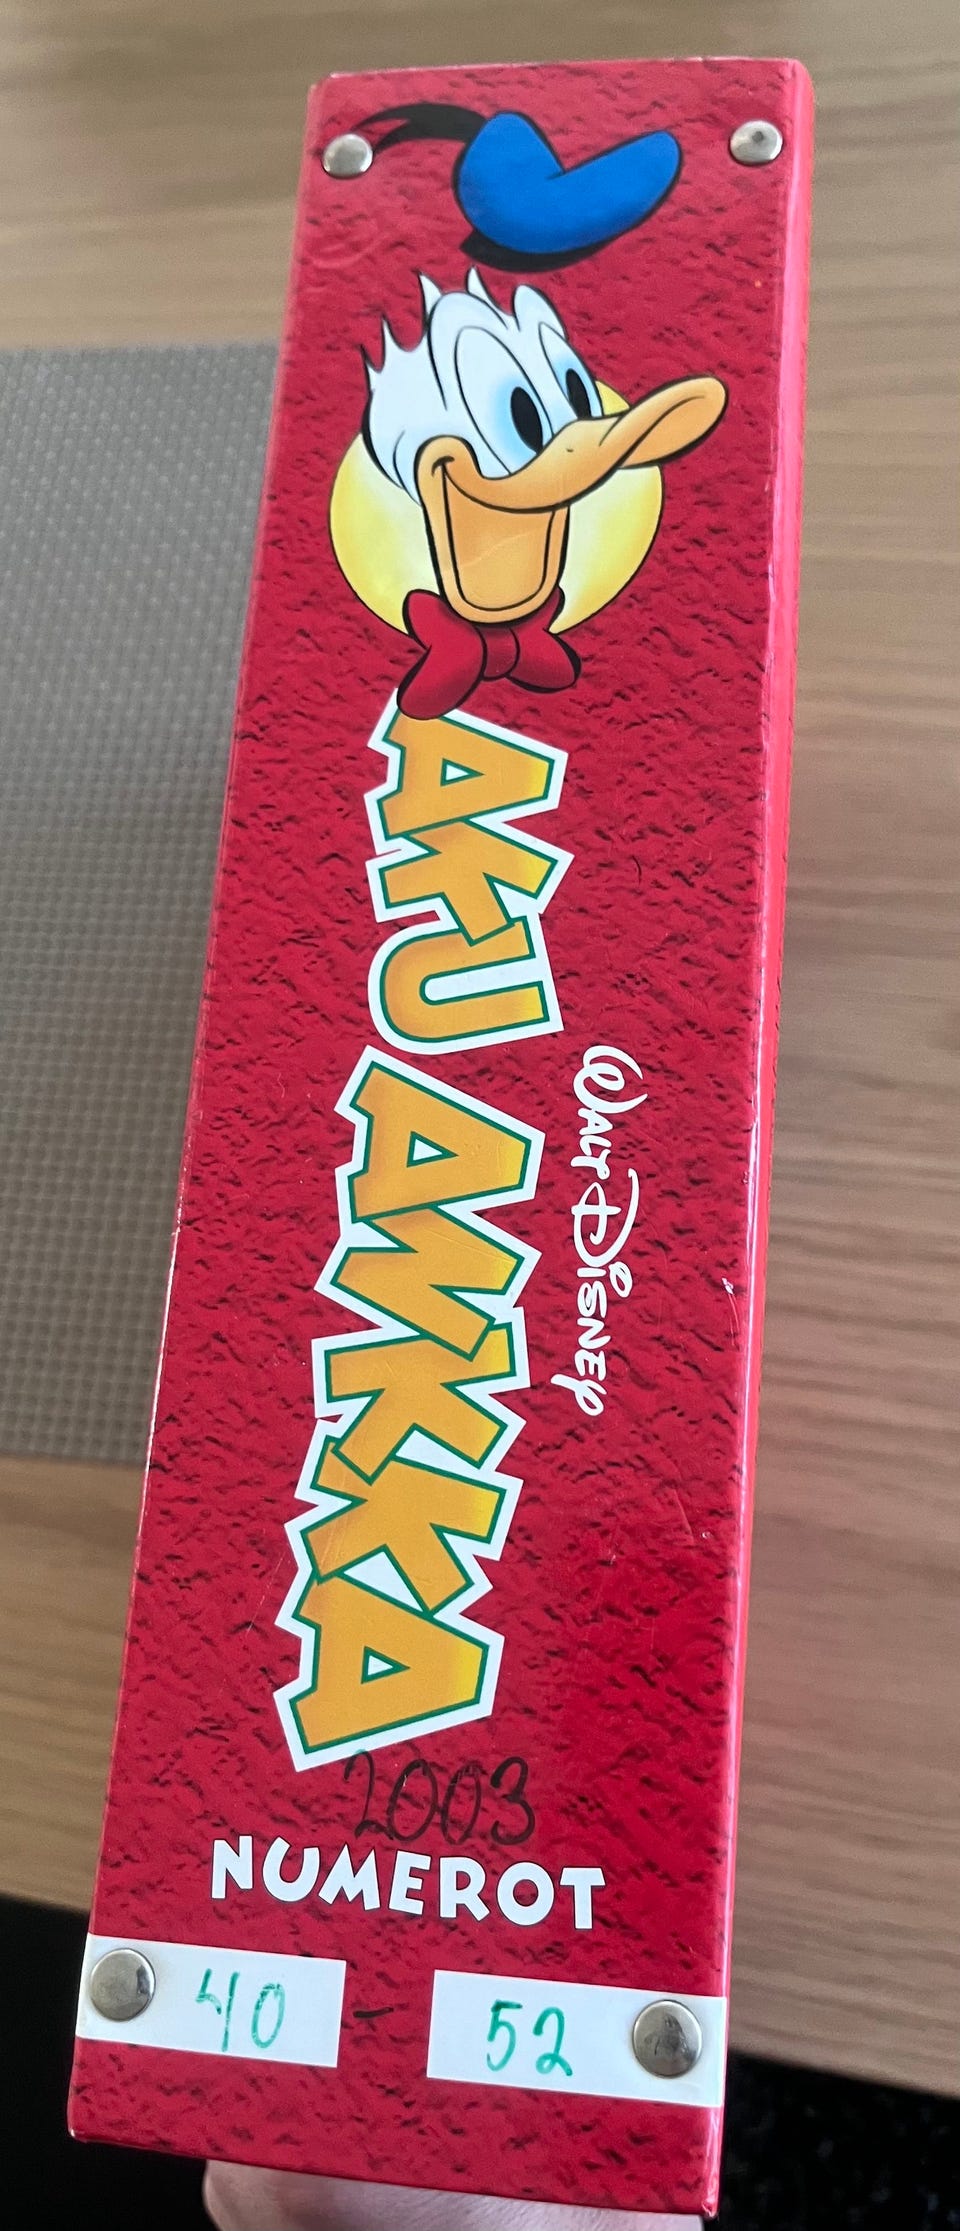 AKU ANKKA
WALT DISNEY
2003
NUMEROT
40 - 52